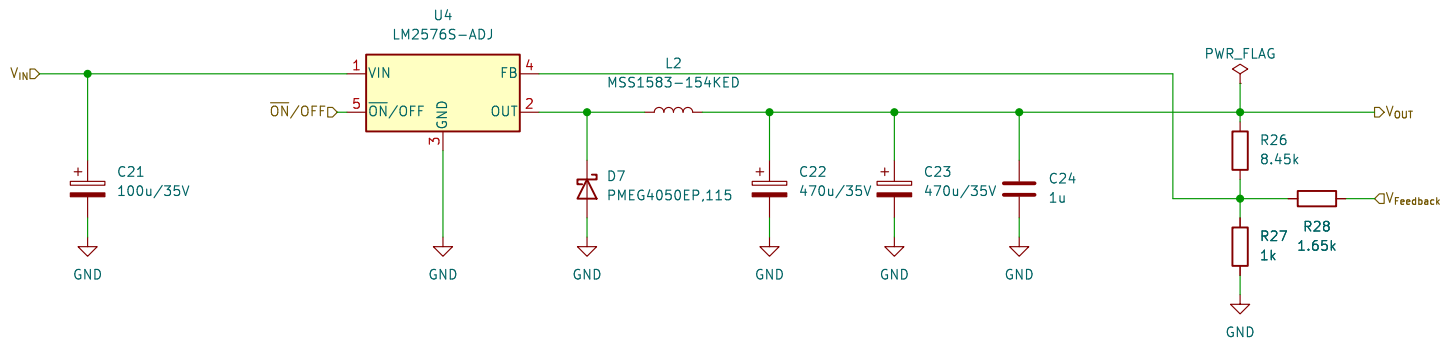 U4
LM2576S-ADJ
VIN
1
VIN
FB
4
ON/OFF
5
ON/OFF
OUT
2
GND
3
L2
MSS1583-154KED
PWR_FLAG
VOUT
C21
100u/35V
D7
PMEG4050EP,115
C22
470u/35V
C23
470u/35V
C24
1u
R26
8.45k
VFeedback
R28
1.65k
R27
1k
GND
GND
GND
GND
GND
GND
GND